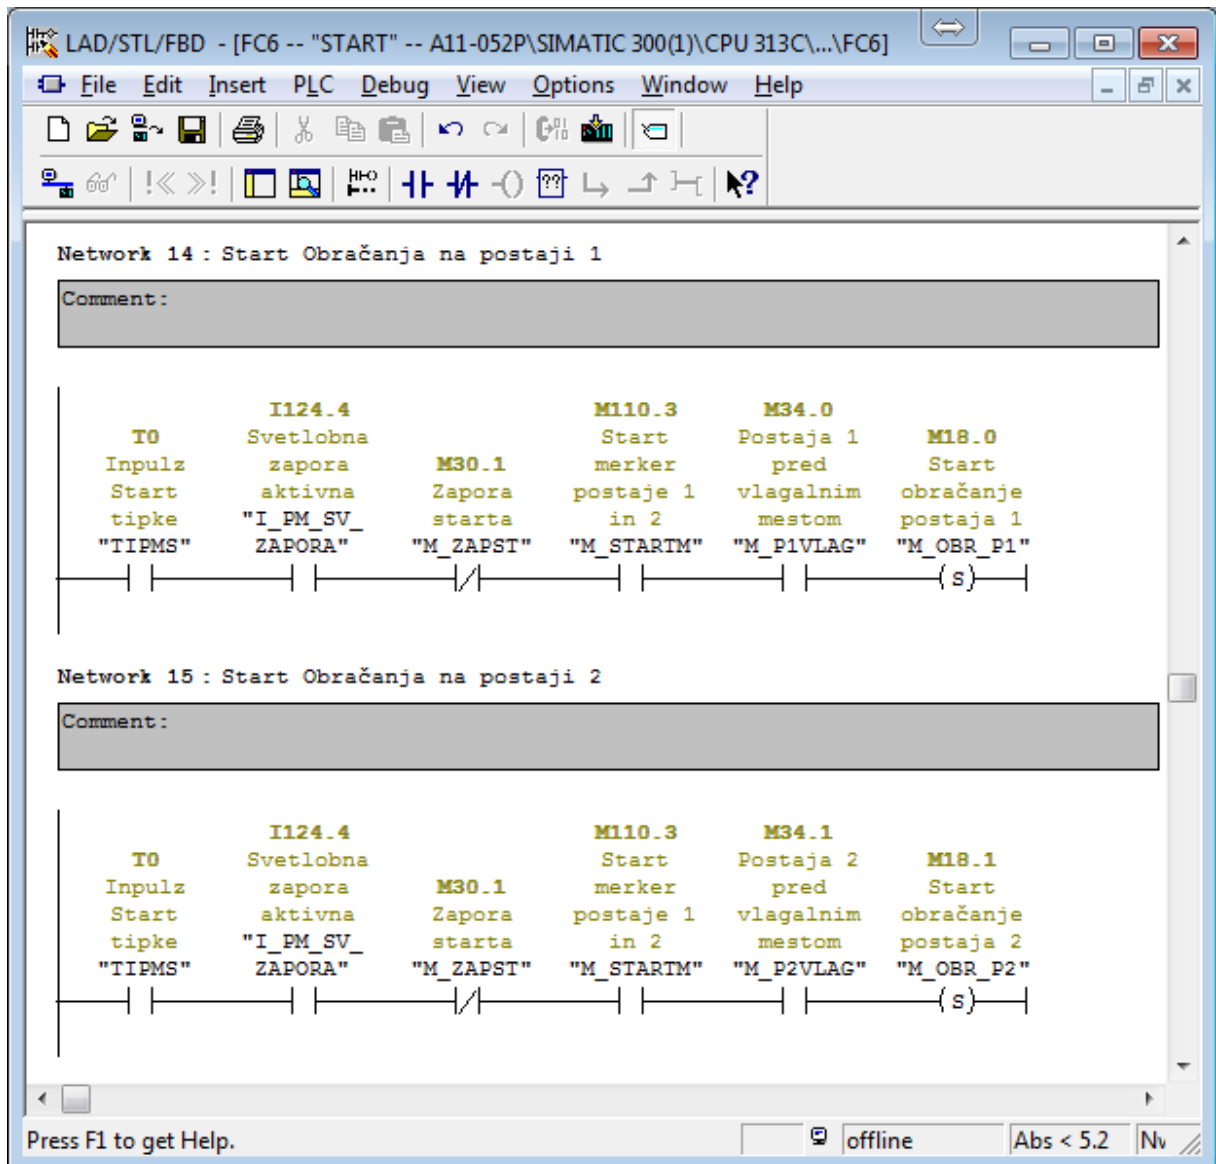 LAD/STL/FBD - [FC6 -- "START" -- A11-052P\SIMATIC 300(1)\CPU 313C\...\FC6]
File Edit Insert PLC Debug View Options Window Help
Network 14 : Start Obračanja na postaji 1
Comment:
I124.4 M110.3 M34.0
T0 Svetlobna Start Postaja 1 M18.0
Inpulz zapora M30.1 merker pred Start
Start aktivna Zapora postaje 1 vlagalnim obračanje
tipke "I_PM_SV_ starta in 2 mestom postaja 1
"TIPMS" ZAPORA" "M_ZAPST" "M_STARTM" "M_P1VLAG" "M_OBR_P1"
S
Network 15 : Start Obračanja na postaji 2
Comment:
I124.4 M110.3 M34.1
T0 Svetlobna Start Postaja 2 M18.1
Inpulz zapora M30.1 merker pred Start
Start aktivna Zapora postaje 1 vlagalnim obračanje
tipke "I_PM_SV_ starta in 2 mestom postaja 2
"TIPMS" ZAPORA" "M_ZAPST" "M_STARTM" "M_P2VLAG" "M_OBR_P2"
S
Press F1 to get Help. offline Abs < 5.2